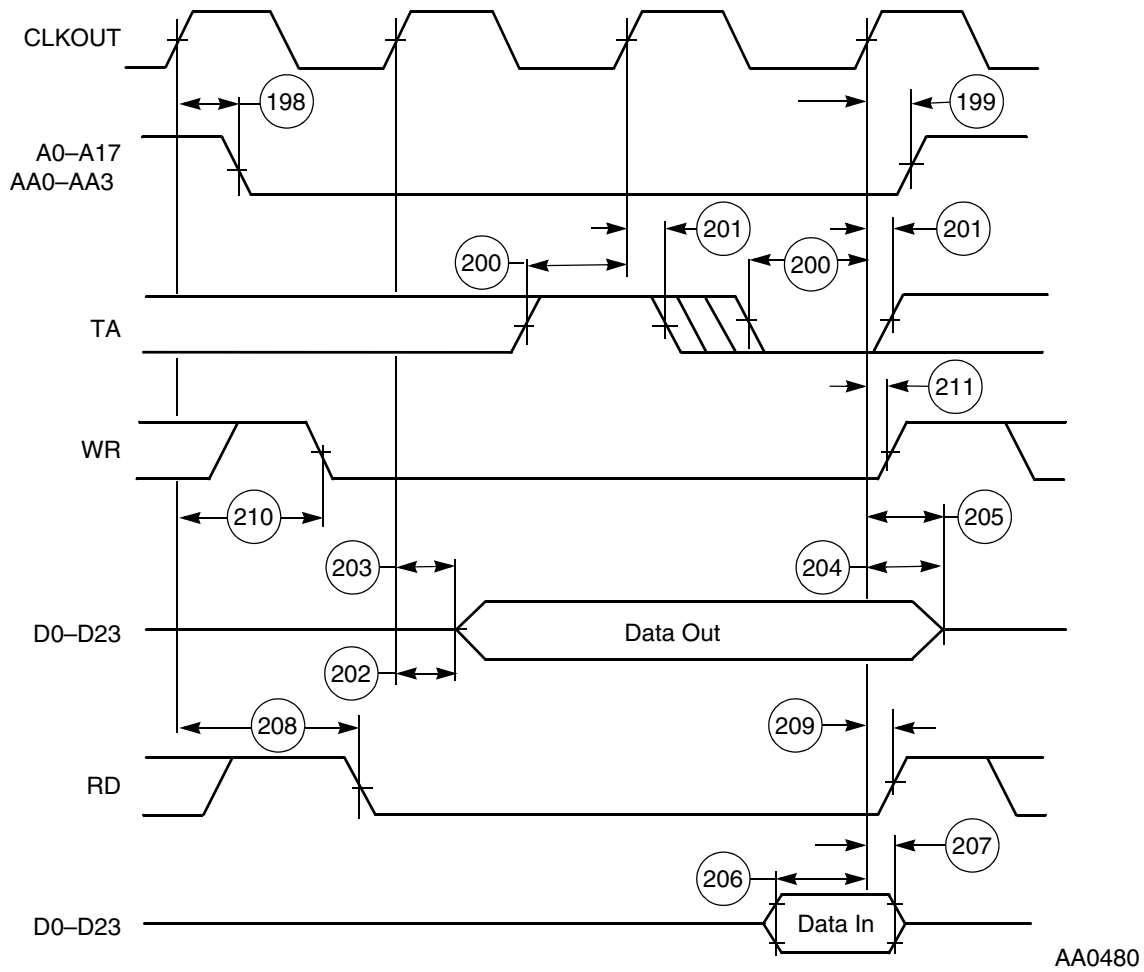 CLKOUT
198
199
A0–A17
AA0–AA3
201
201
200
200
TA
211
WR
210
205
203
204
D0–D23
Data Out
202
208
209
RD
207
206
D0–D23
Data In
AA0480